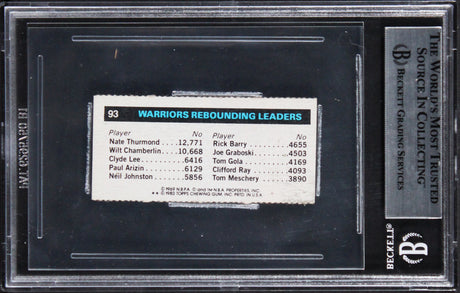 93 WARRIORS REBOUNDING LEADERS
Player No
Nate Thurmond . . . .12,771
Wilt Chamberlin . . .10,668
Clyde Lee . . . . . . .6416
Paul Arizin . . . . . .6129
Neil Johnston . . . . .5856
Player No
Rick Barry . . . . . .4655
Joe Graboski . . . . .4503
Tom Gola . . . . . . .4169
Clifford Ray . . . . .4093
Tom Meschery . . . . .3890
THE WORLD'S MOST TRUSTED
SOURCE IN COLLECTING
BECKETT GRADING SERVICES
B
BECKETT®
B